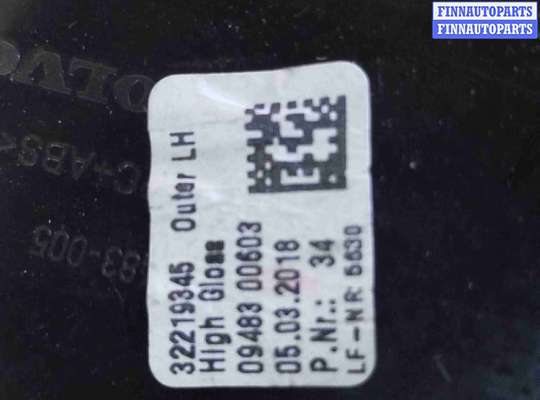 FINNAUTOPARTS
FINNAUTOPARTS
32219345 Outer LH
High Gloss
09483 00603
05.03.2018
P.Nr.: 34
LF-NR 5630